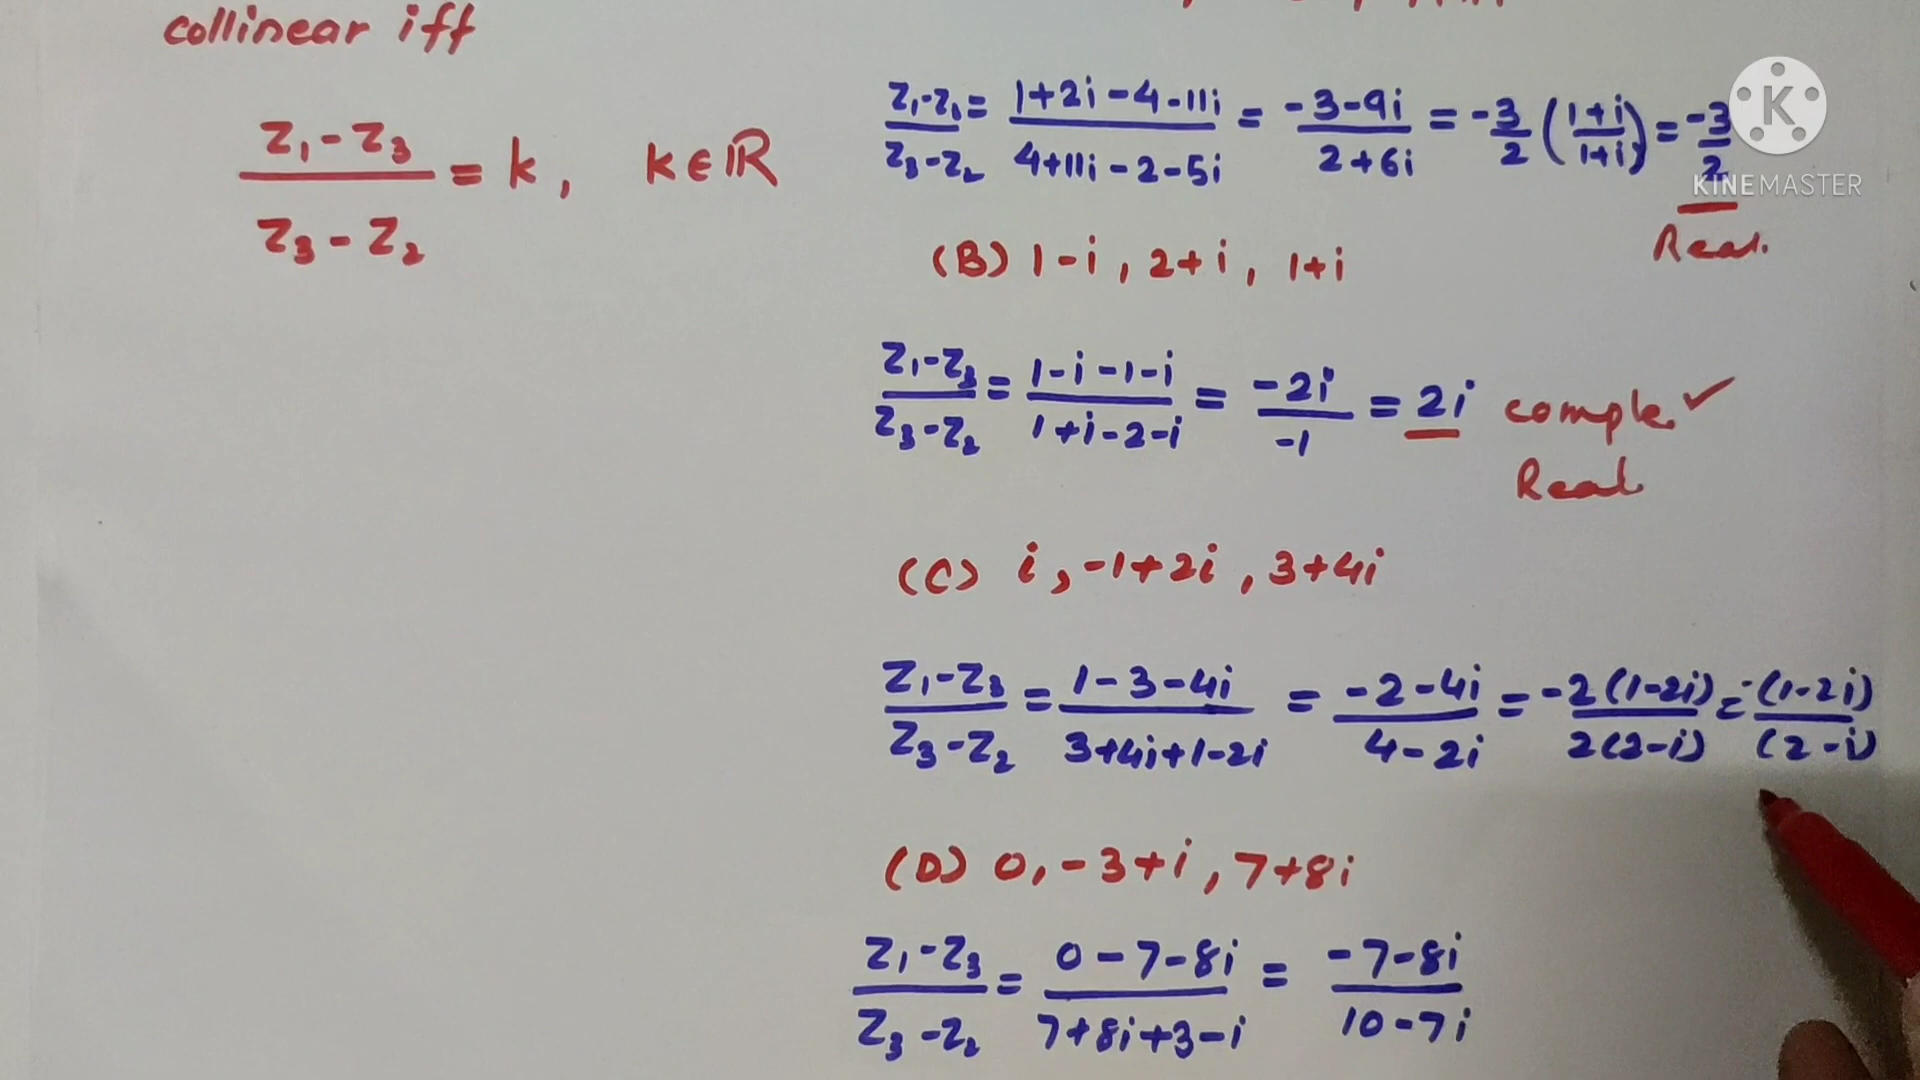 collinear iff
z₁-z₃ / z₃-z₂ = k, k∈ℝ
z₁-z₃ / z₃-z₂ = 1+2i-4-11i / 4+11i-2-5i = -3-9i / 2+6i = -3/2 (1+i / 1+i) = -3/2
K
KINEMASTER
Real.
(B) 1-i, 2+i, 1+i
z₁-z₃ / z₃-z₂ = 1-i-1-i / 1+i-2-i = -2i / -1 = 2i comple. ✓
Real.
(C) i, -1+2i, 3+4i
z₁-z₃ / z₃-z₂ = 1-3-4i / 3+4i+1-2i = -2-4i / 4-2i = -2(1-2i) / 2(2-i) = -(1-2i) / (2-i)
(D) 0, -3+i, 7+8i
z₁-z₃ / z₃-z₂ = 0-7-8i / 7+8i+3-i = -7-8i / 10-7i